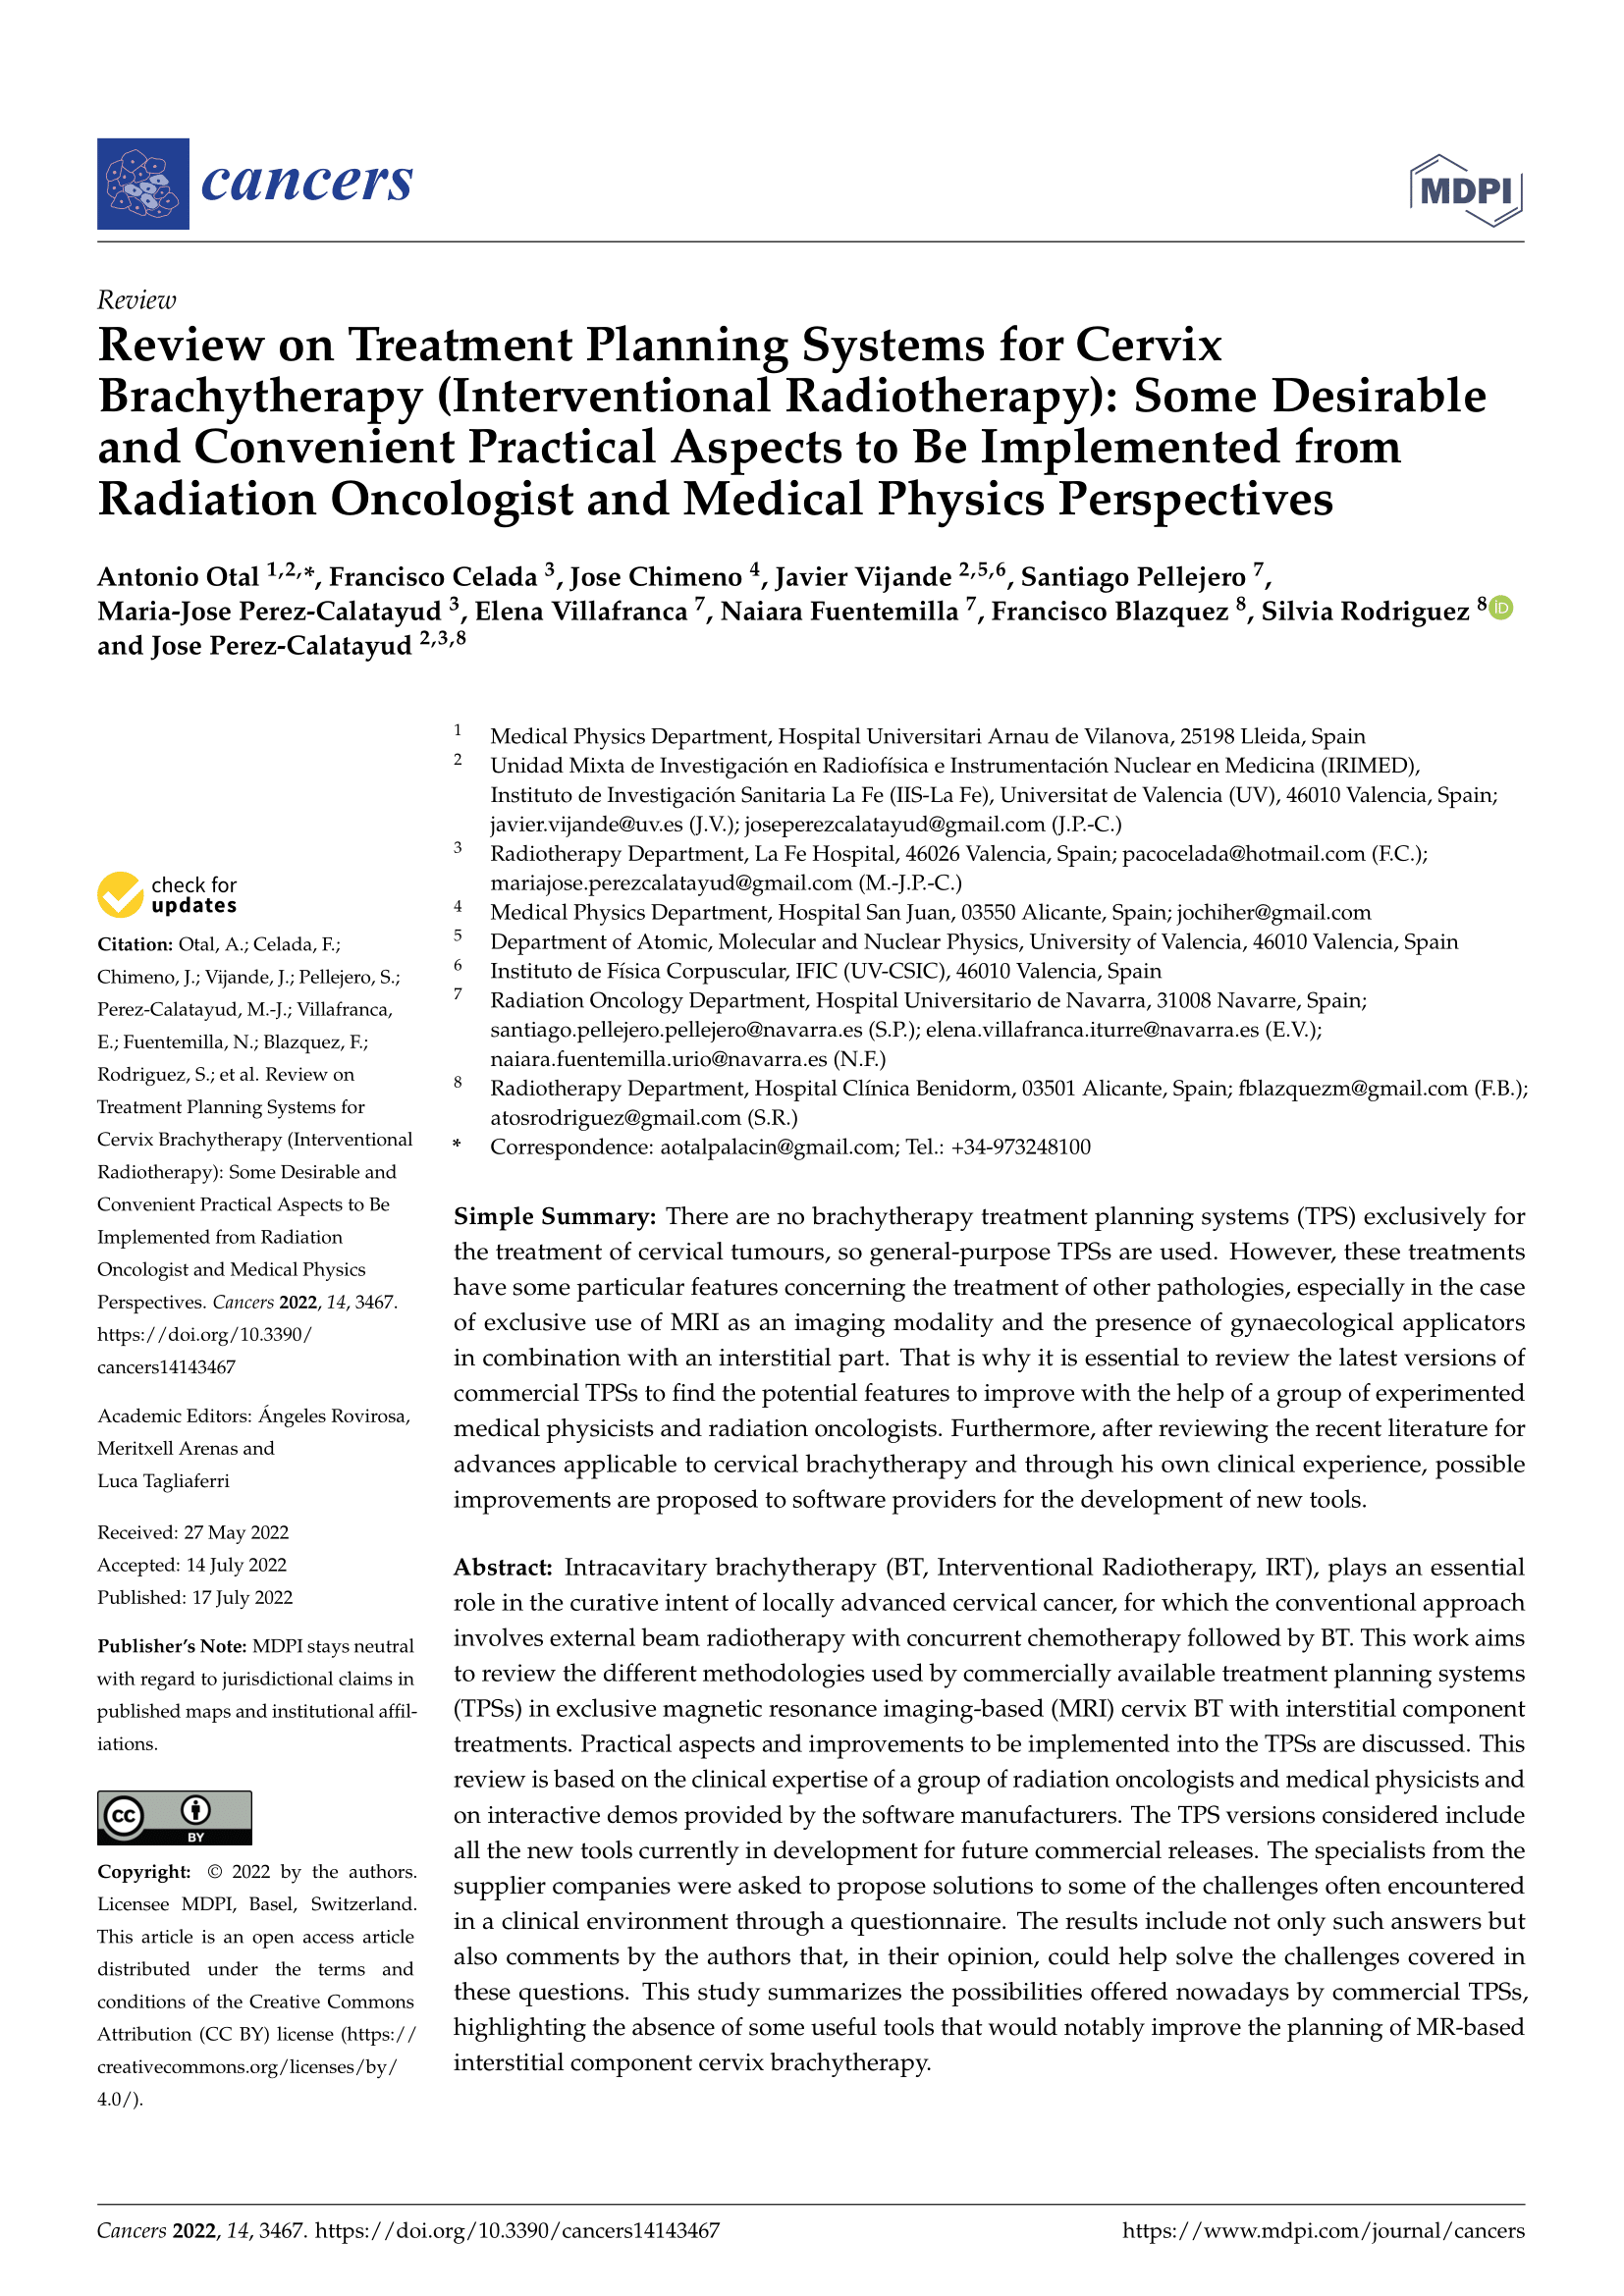 cancers
MDPI
Review
Review on Treatment Planning Systems for Cervix
Brachytherapy (Interventional Radiotherapy): Some Desirable
and Convenient Practical Aspects to Be Implemented from
Radiation Oncologist and Medical Physics Perspectives
Antonio Otal 1,2,*, Francisco Celada 3, Jose Chimeno 4, Javier Vijande 2,5,6, Santiago Pellejero 7,
Maria-Jose Perez-Calatayud 3, Elena Villafranca 7, Naiara Fuentemilla 7, Francisco Blazquez 8, Silvia Rodriguez 8 iD
and Jose Perez-Calatayud 2,3,8
1 Medical Physics Department, Hospital Universitari Arnau de Vilanova, 25198 Lleida, Spain
2 Unidad Mixta de Investigación en Radiofísica e Instrumentación Nuclear en Medicina (IRIMED),
Instituto de Investigación Sanitaria La Fe (IIS-La Fe), Universitat de Valencia (UV), 46010 Valencia, Spain;
javier.vijande@uv.es (J.V.); joseperezcalatayud@gmail.com (J.P.-C.)
3 Radiotherapy Department, La Fe Hospital, 46026 Valencia, Spain; pacocelada@hotmail.com (F.C.);
mariajose.perezcalatayud@gmail.com (M.-J.P.-C.)
4 Medical Physics Department, Hospital San Juan, 03550 Alicante, Spain; jochiher@gmail.com
5 Department of Atomic, Molecular and Nuclear Physics, University of Valencia, 46010 Valencia, Spain
6 Instituto de Física Corpuscular, IFIC (UV-CSIC), 46010 Valencia, Spain
7 Radiation Oncology Department, Hospital Universitario de Navarra, 31008 Navarre, Spain;
santiago.pellejero.pellejero@navarra.es (S.P.); elena.villafranca.iturre@navarra.es (E.V.);
naiara.fuentemilla.urio@navarra.es (N.F.)
8 Radiotherapy Department, Hospital Clínica Benidorm, 03501 Alicante, Spain; fblazquezm@gmail.com (F.B.);
atosrodriguez@gmail.com (S.R.)
* Correspondence: aotalpalacin@gmail.com; Tel.: +34-973248100
check for
updates
Citation: Otal, A.; Celada, F.;
Chimeno, J.; Vijande, J.; Pellejero, S.;
Perez-Calatayud, M.-J.; Villafranca,
E.; Fuentemilla, N.; Blazquez, F.;
Rodriguez, S.; et al. Review on
Treatment Planning Systems for
Cervix Brachytherapy (Interventional
Radiotherapy): Some Desirable and
Convenient Practical Aspects to Be
Implemented from Radiation
Oncologist and Medical Physics
Perspectives. Cancers 2022, 14, 3467.
https://doi.org/10.3390/
cancers14143467
Academic Editors: Ángeles Rovirosa,
Meritxell Arenas and
Luca Tagliaferri
Received: 27 May 2022
Accepted: 14 July 2022
Published: 17 July 2022
Publisher's Note: MDPI stays neutral
with regard to jurisdictional claims in
published maps and institutional affil-
iations.
cc
BY
Copyright: © 2022 by the authors.
Licensee MDPI, Basel, Switzerland.
This article is an open access article
distributed under the terms and
conditions of the Creative Commons
Attribution (CC BY) license (https://
creativecommons.org/licenses/by/
4.0/).
Simple Summary: There are no brachytherapy treatment planning systems (TPS) exclusively for
the treatment of cervical tumours, so general-purpose TPSs are used. However, these treatments
have some particular features concerning the treatment of other pathologies, especially in the case
of exclusive use of MRI as an imaging modality and the presence of gynaecological applicators
in combination with an interstitial part. That is why it is essential to review the latest versions of
commercial TPSs to find the potential features to improve with the help of a group of experimented
medical physicists and radiation oncologists. Furthermore, after reviewing the recent literature for
advances applicable to cervical brachytherapy and through his own clinical experience, possible
improvements are proposed to software providers for the development of new tools.
Abstract: Intracavitary brachytherapy (BT, Interventional Radiotherapy, IRT), plays an essential
role in the curative intent of locally advanced cervical cancer, for which the conventional approach
involves external beam radiotherapy with concurrent chemotherapy followed by BT. This work aims
to review the different methodologies used by commercially available treatment planning systems
(TPSs) in exclusive magnetic resonance imaging-based (MRI) cervix BT with interstitial component
treatments. Practical aspects and improvements to be implemented into the TPSs are discussed. This
review is based on the clinical expertise of a group of radiation oncologists and medical physicists and
on interactive demos provided by the software manufacturers. The TPS versions considered include
all the new tools currently in development for future commercial releases. The specialists from the
supplier companies were asked to propose solutions to some of the challenges often encountered
in a clinical environment through a questionnaire. The results include not only such answers but
also comments by the authors that, in their opinion, could help solve the challenges covered in
these questions. This study summarizes the possibilities offered nowadays by commercial TPSs,
highlighting the absence of some useful tools that would notably improve the planning of MR-based
interstitial component cervix brachytherapy.
Cancers 2022, 14, 3467. https://doi.org/10.3390/cancers14143467
https://www.mdpi.com/journal/cancers